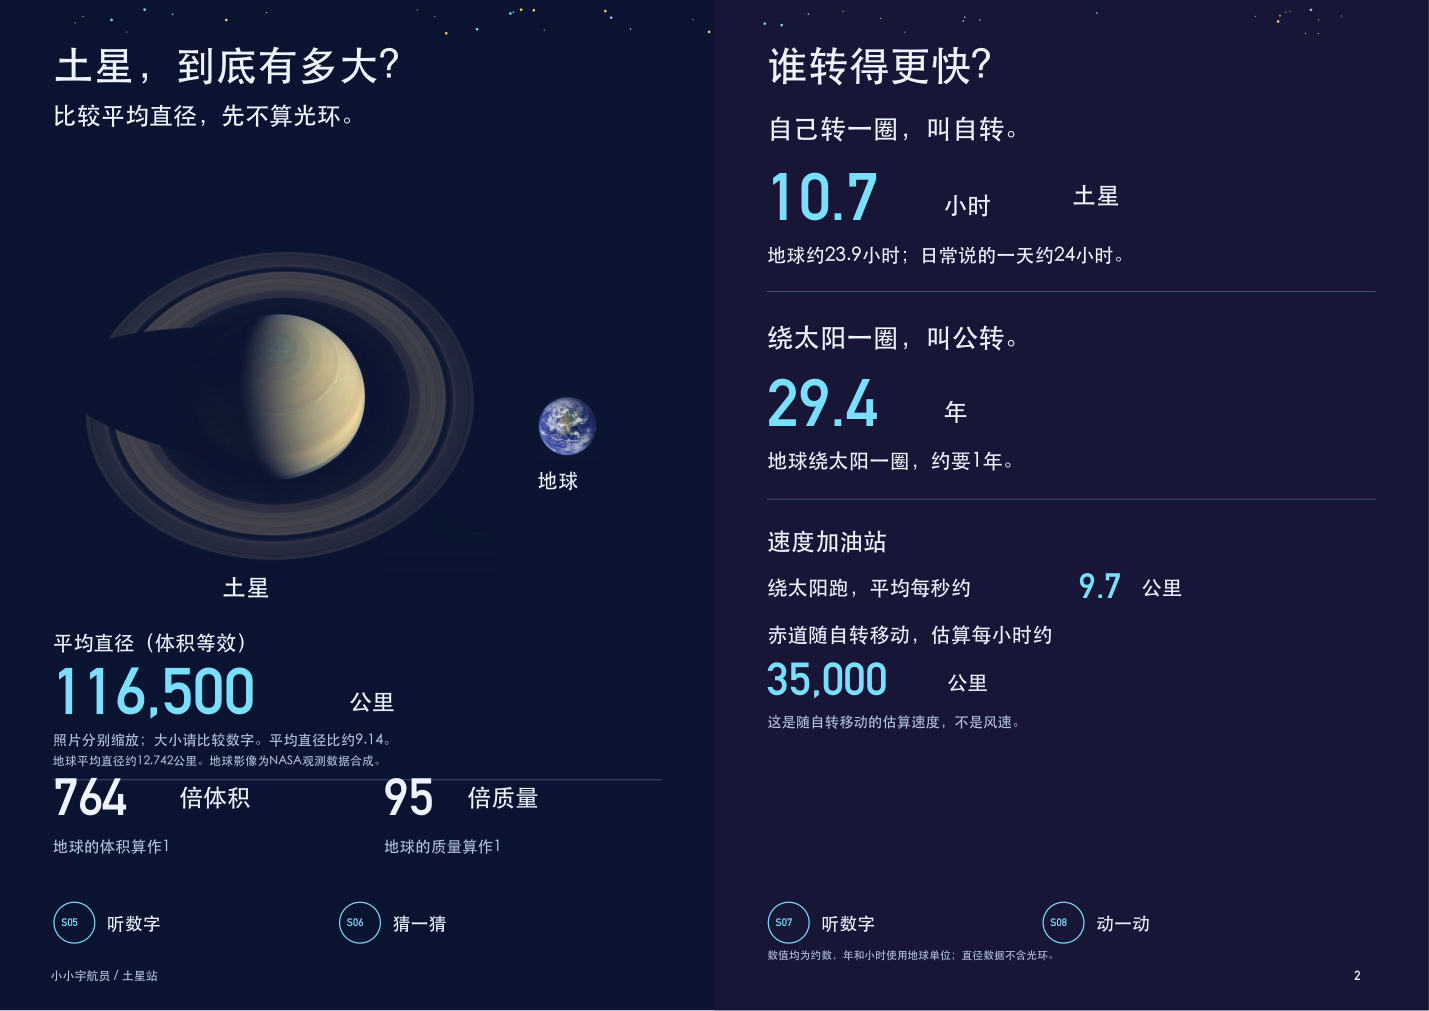 土星，到底有多大?
比较平均直径，先不算光环。
地球
土星
平均直径（体积等效）
116,500 公里
照片分别缩放；大小请比较数字。平均直径比约9.14。
地球平均直径约12,742公里。地球影像为NASA观测数据合成。
764 倍体积 95 倍质量
地球的体积算作1 地球的质量算作1
S05 听数字 S06 猜一猜
小小宇航员 / 土星站
谁转得更快?
自己转一圈，叫自转。
10.7 小时 土星
地球约23.9小时；日常说的一天约24小时。
绕太阳一圈，叫公转。
29.4 年
地球绕太阳一圈，约要1年。
速度加油站
绕太阳跑，平均每秒约 9.7 公里
赤道随自转移动，估算每小时约
35,000 公里
这是随自转移动的估算速度，不是风速。
S07 听数字 S08 动一动
数值均为约数，年和小时使用地球单位；直径数据不含光环。
2